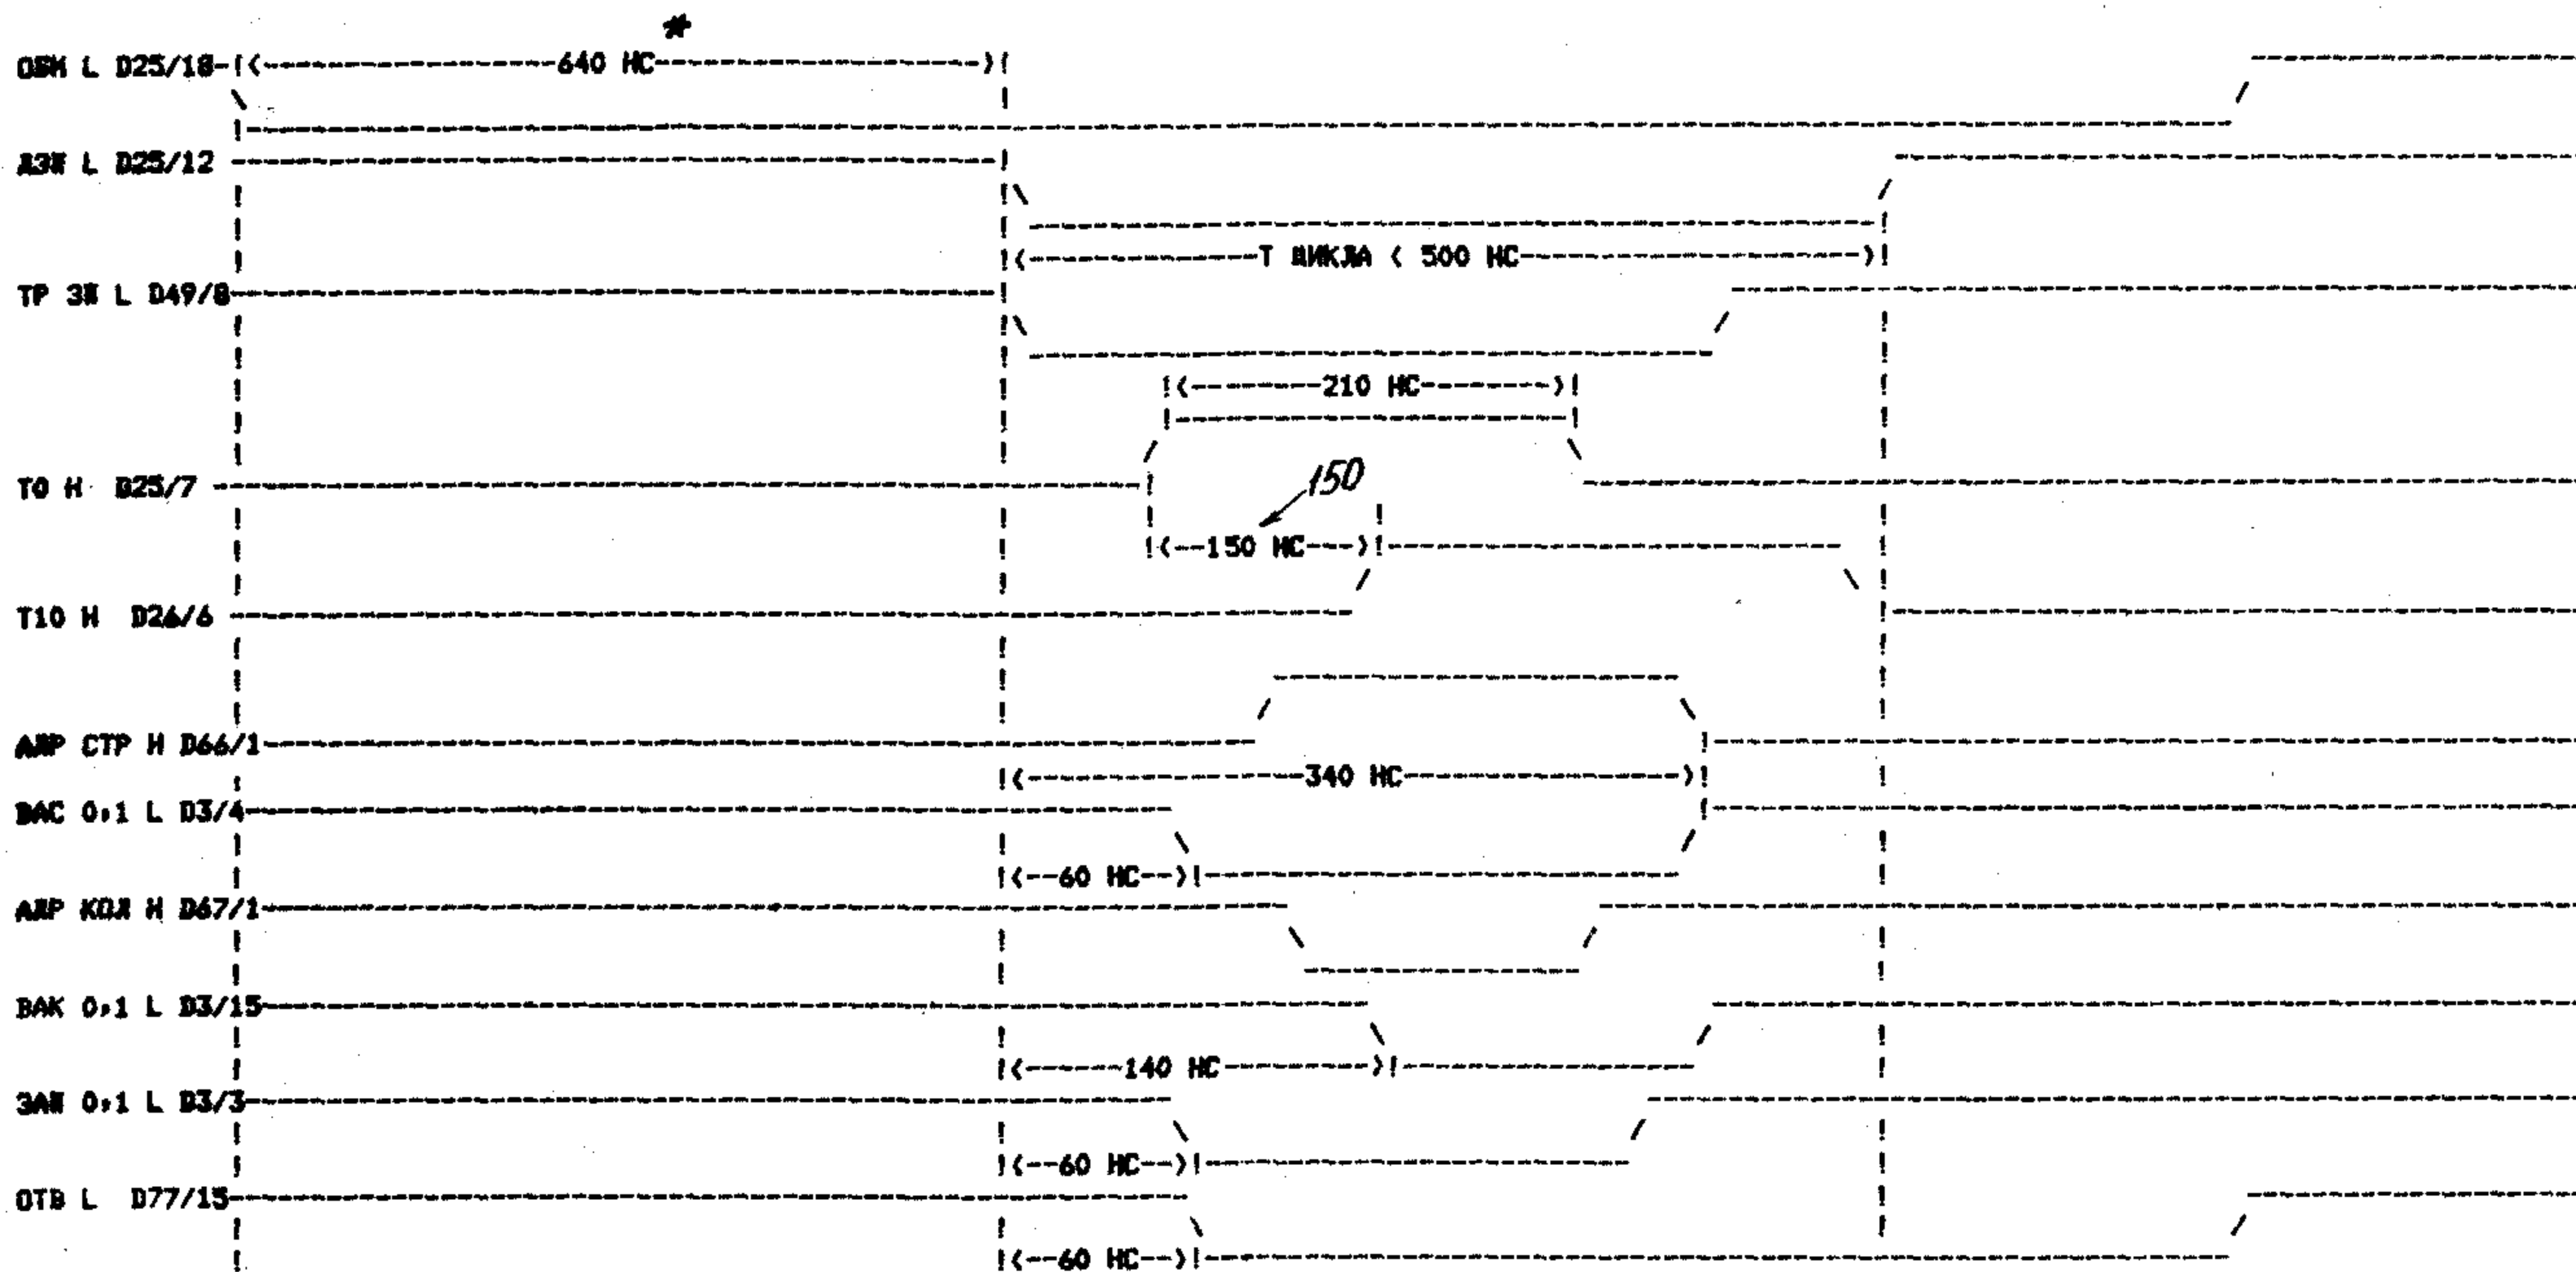 *
ОБМ L D25/18 640 НС
ДЗП L D25/12
Т ЦИКЛА < 500 НС
ТР ЗП L D49/8
210 НС
Т0 Н D25/7
150
150 НС
Т10 Н D26/6
АДР СТР Н D66/1
340 НС
ВАС 0,1 L D3/4
60 НС
АДР КОЛ Н D67/1
ВАК 0,1 L D3/15
140 НС
ЗАП 0,1 L D3/3
60 НС
ОТВ L D77/15
60 НС